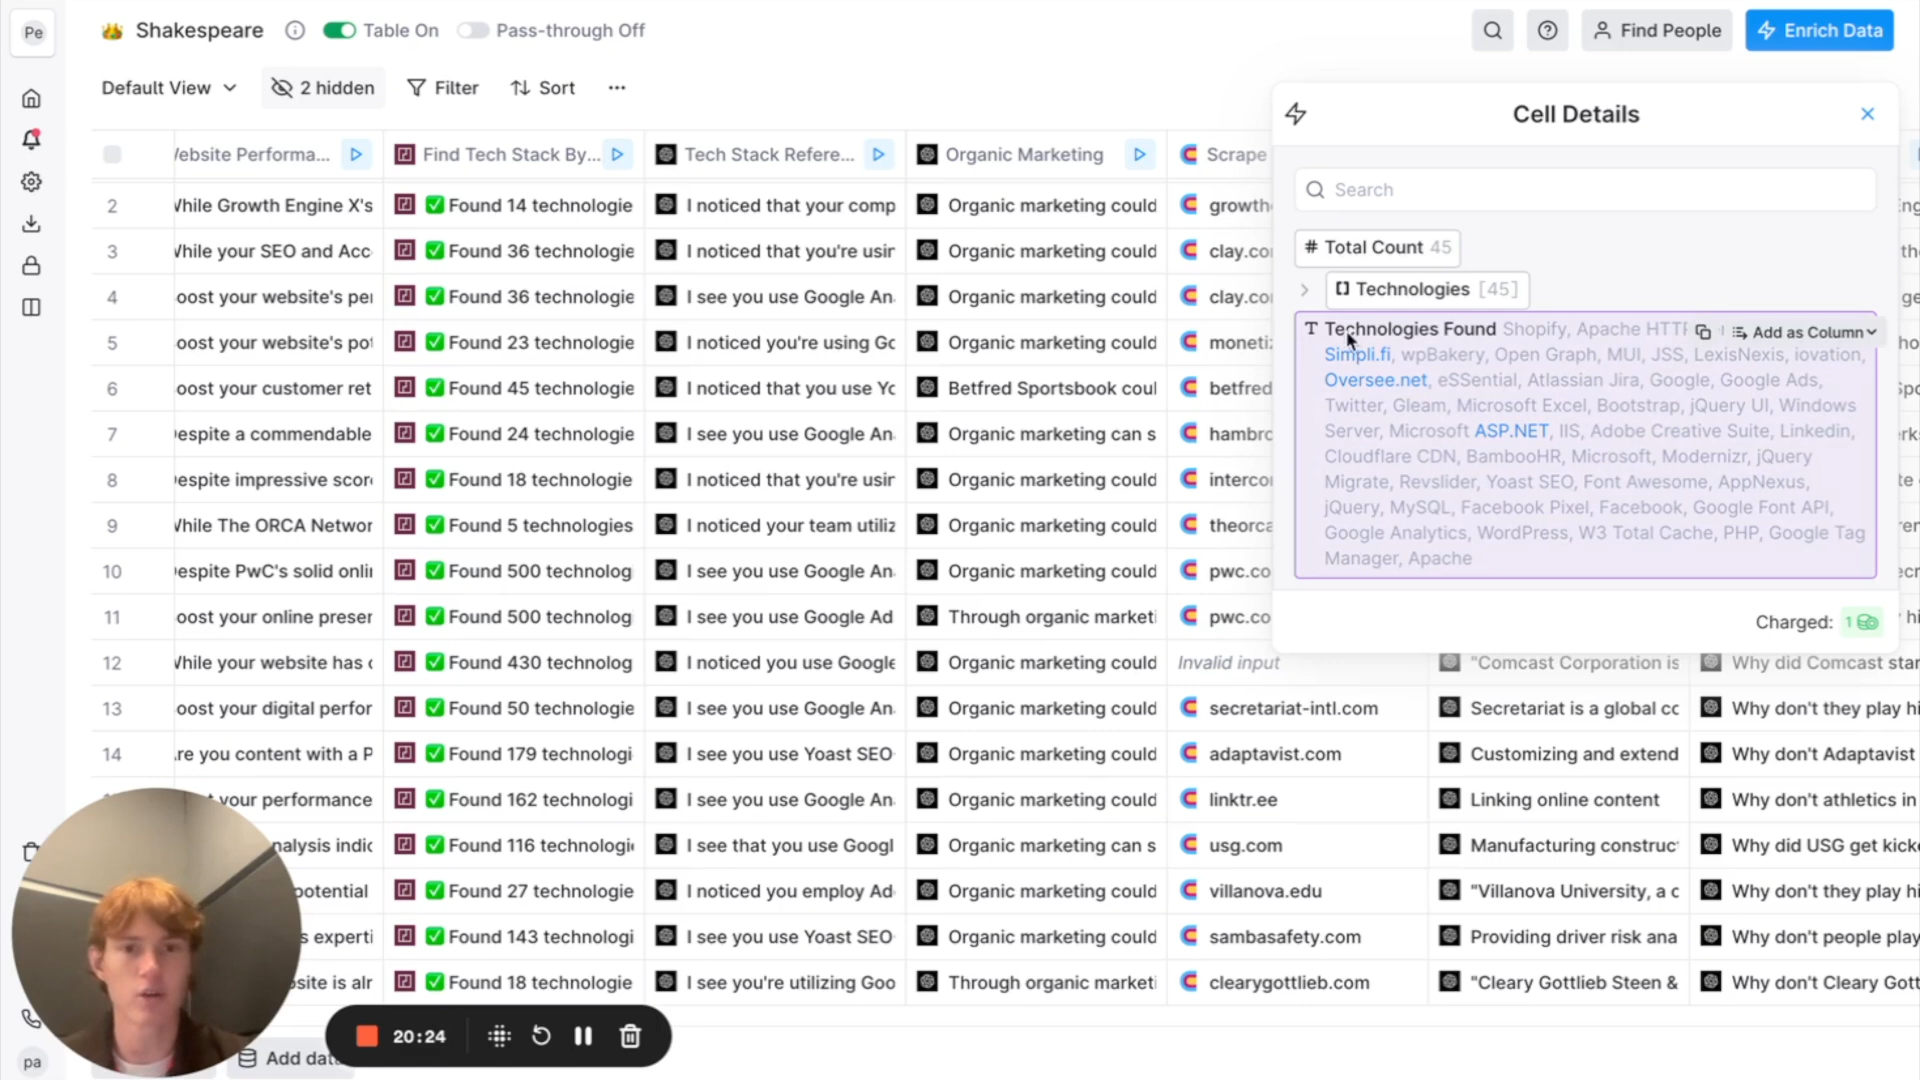 Pe
Shakespeare
Table On
Pass-through Off
Find People
Enrich Data
Default View
2 hidden
Filter
Sort
Cell Details
Search
# Total Count 45
Technologies [45]
T Technologies Found Shopify, Apache HTTP
Add as Column
Simpli.fi, wpBakery, Open Graph, MUI, JSS, LexisNexis, iovation,
Oversee.net, eSSential, Atlassian Jira, Google, Google Ads,
Twitter, Gleam, Microsoft Excel, Bootstrap, jQuery UI, Windows
Server, Microsoft ASP.NET, IIS, Adobe Creative Suite, Linkedin,
Cloudflare CDN, BambooHR, Microsoft, Modernizr, jQuery
Migrate, Revslider, Yoast SEO, Font Awesome, AppNexus,
jQuery, MySQL, Facebook Pixel, Facebook, Google Font API,
Google Analytics, WordPress, W3 Total Cache, PHP, Google Tag
Manager, Apache
Charged: 1
Website Performa... Find Tech Stack By... Tech Stack Refere... Organic Marketing Scrape
2 While Growth Engine X's Found 14 technologie I noticed that your comp Organic marketing could growth
3 While your SEO and Acc Found 36 technologie I noticed that you're usin Organic marketing could clay.co
4 oost your website's per Found 36 technologie I see you use Google An Organic marketing could clay.co
5 oost your website's pot Found 23 technologie I noticed you're using Go Organic marketing could moneti
6 oost your customer ret Found 45 technologie I noticed that you use Yo Betfred Sportsbook coul betfred
7 espite a commendable Found 24 technologie I see you use Google An Organic marketing can s hambro
8 espite impressive score Found 18 technologie I noticed that you're usin Organic marketing could interco
9 While The ORCA Networ Found 5 technologies I noticed your team utiliz Organic marketing could theorca
10 espite PwC's solid onlin Found 500 technolog I see you use Google An Organic marketing could pwc.co
11 oost your online presen Found 500 technolog I see you use Google Ad Through organic marketi pwc.co
12 While your website has c Found 430 technolog I noticed you use Google Organic marketing could Invalid input "Comcast Corporation is Why did Comcast star
13 oost your digital perfor Found 50 technologie I see you use Google An Organic marketing could secretariat-intl.com Secretariat is a global cc Why don't they play hi
14 re you content with a P Found 179 technologi I see you use Yoast SEO Organic marketing could adaptavist.com Customizing and extend Why don't Adaptavist
your performance Found 162 technologi I see you use Google An Organic marketing could linktr.ee Linking online content Why don't athletics in
nalysis indic Found 116 technologi I see that you use Googl Organic marketing can s usg.com Manufacturing construc Why did USG get kick
potential Found 27 technologie I noticed you employ Ad Organic marketing could villanova.edu "Villanova University, a c Why don't they play hi
s experti Found 143 technologi I see you use Yoast SEO Organic marketing could sambasafety.com Providing driver risk ana Why don't people play
site is alr Found 18 technologie I see you're utilizing Goo Through organic marketi clearygottlieb.com "Cleary Gottlieb Steen & Why don't Cleary Gott
20:24
pa
Add data